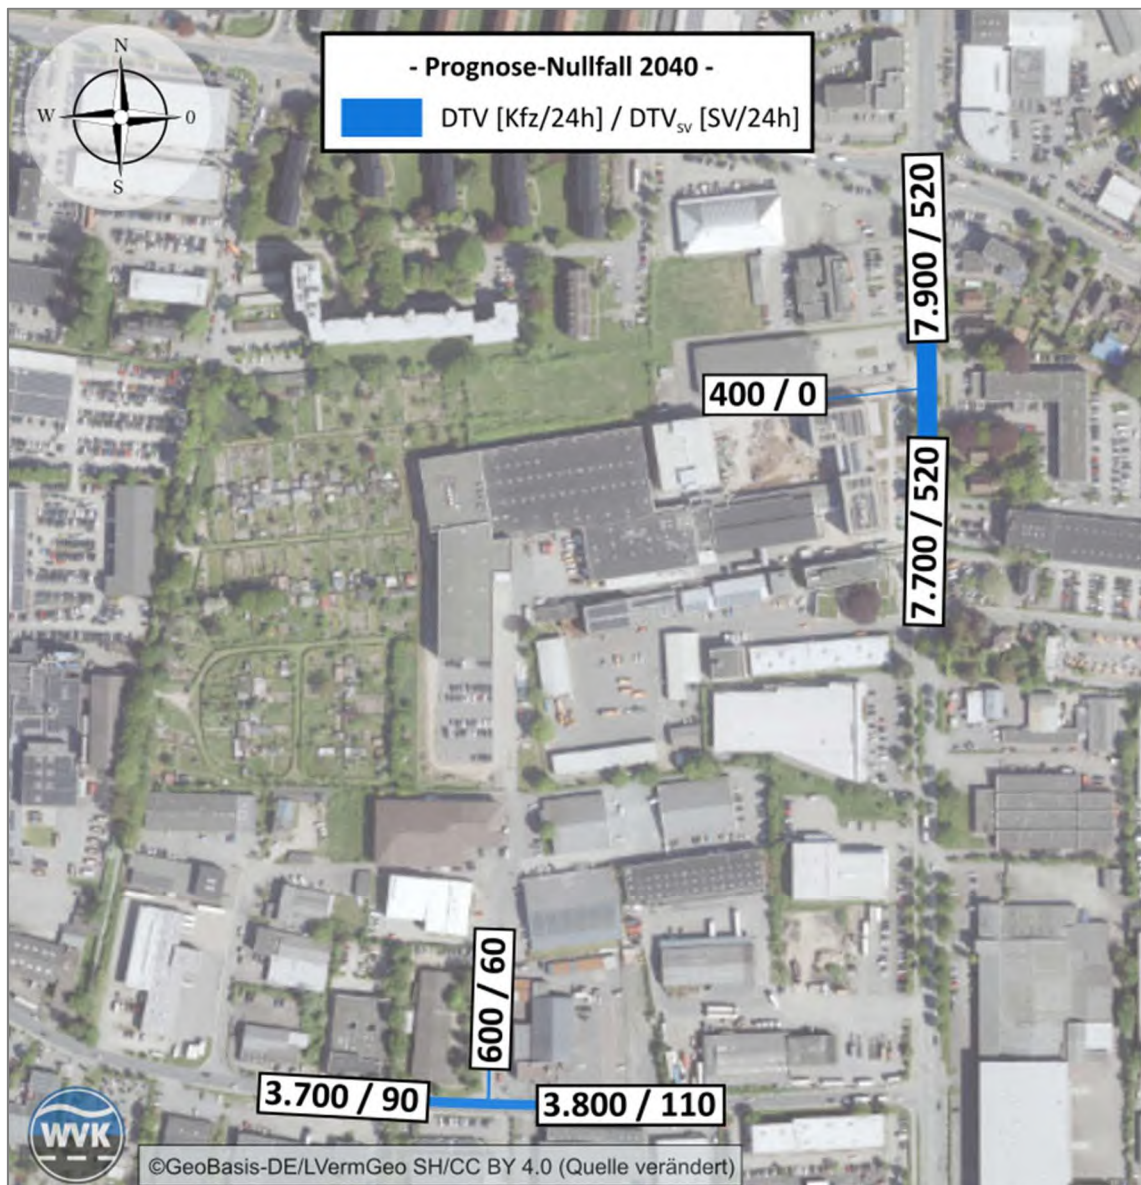 N
W
O
S
- Prognose-Nullfall 2040 -
DTV [Kfz/24h] / DTVSV [SV/24h]
7.900 / 520
400 / 0
7.700 / 520
600 / 60
3.700 / 90
3.800 / 110
WVK
©GeoBasis-DE/LVermGeo SH/CC BY 4.0 (Quelle verändert)